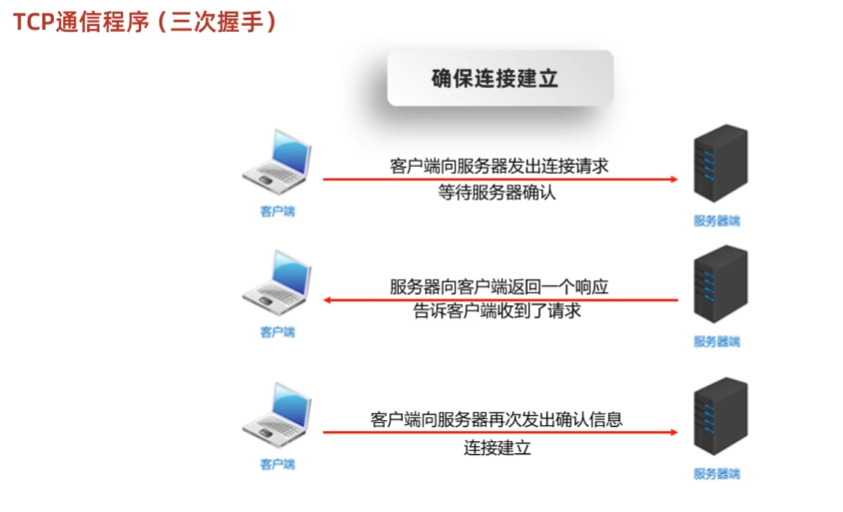 TCP通信程序（三次握手）
确保连接建立
客户端向服务器发出连接请求
等待服务器确认
客户端
服务器端
服务器向客户端返回一个响应
告诉客户端收到了请求
客户端
服务器端
客户端向服务器再次发出确认信息
连接建立
客户端
服务器端